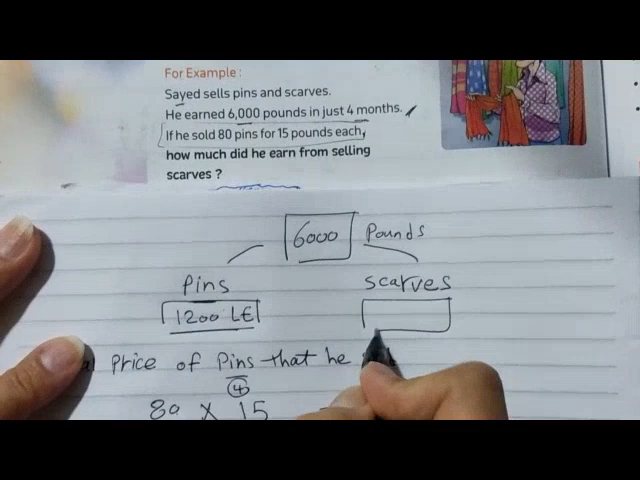 For Example :
Sayed sells pins and scarves.
He earned 6,000 pounds in just 4 months.
If he sold 80 pins for 15 pounds each,
how much did he earn from selling
scarves ?
6000 Pounds
Pins scarves
1200 LE
Price of Pins that he
4
80 X 15